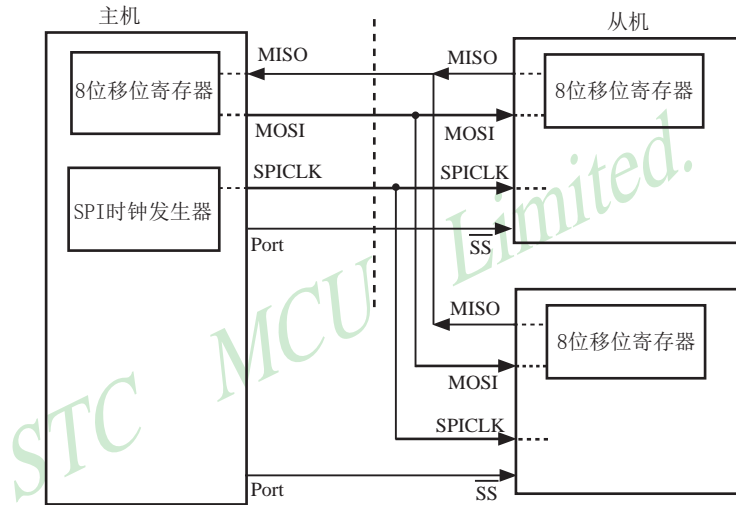 主机
从机
MISO
MISO
8位移位寄存器
8位移位寄存器
MOSI
MOSI
SPICLK
SPICLK
SPI时钟发生器
Port
SS
MISO
8位移位寄存器
MOSI
SPICLK
Port
SS
STC MCU Limited.